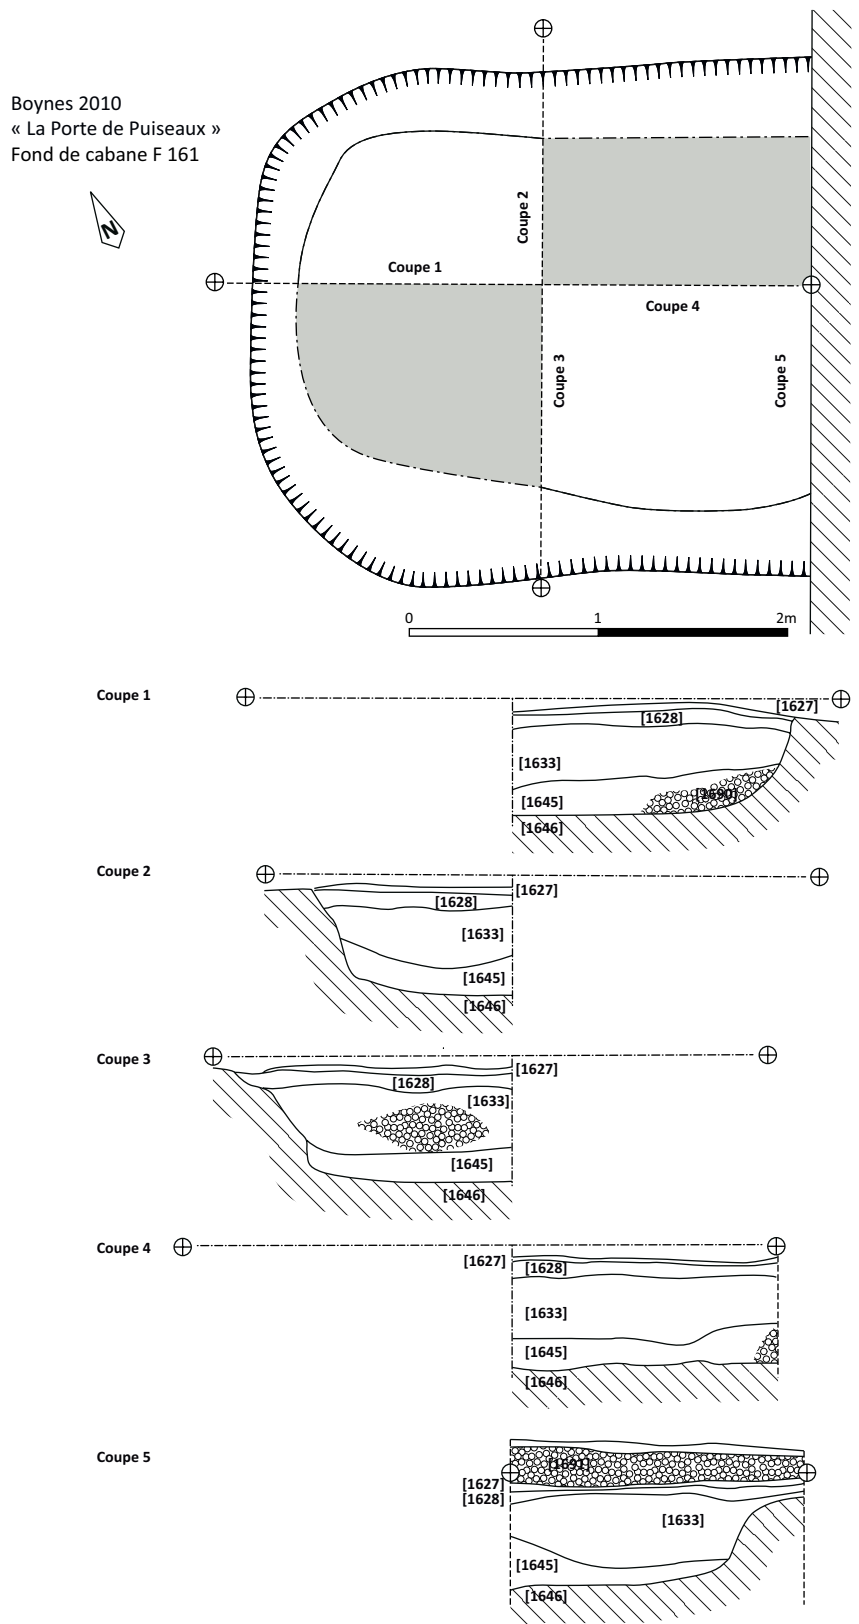 Boynes 2010
« La Porte de Puiseaux »
Fond de cabane F 161
N
Coupe 2
Coupe 1
Coupe 4
Coupe 3
Coupe 5
0 1 2m
Coupe 1
[1627]
[1628]
[1633]
[1690]
[1645]
[1646]
Coupe 2
[1627]
[1628]
[1633]
[1645]
[1646]
Coupe 3
[1627]
[1628]
[1633]
[1645]
[1646]
Coupe 4
[1627]
[1628]
[1633]
[1645]
[1646]
Coupe 5
[1691]
[1627]
[1628]
[1633]
[1645]
[1646]